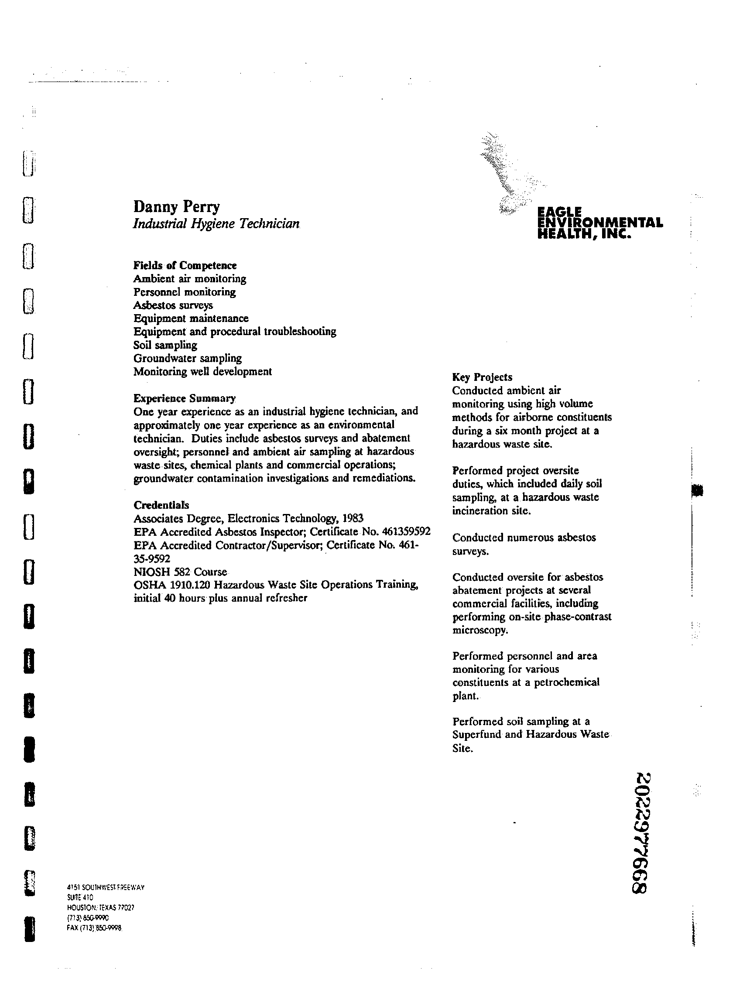 Danny Perry
Industrial Hygiene Technician
EAGLE
ENVIRONMENTAL
HEALTH, INC.
Fields of Competence
Ambient air monitoring
Personnel monitoring
Asbestos surveys
Equipment maintenance
Equipment and procedural troubleshooting
Soil sampling
Groundwater sampling
Monitoring well development
Experience Summary
One year experience as an industrial hygiene technician, and
approximately one year experience as an environmental
technician. Duties include asbestos surveys and abatement
oversight; personnel and ambient air sampling at hazardous
waste sites, chemical plants and commercial operations;
groundwater contamination investigations and remediations.
Credentials
Associates Degree, Electronics Technology, 1983
EPA Accredited Asbestos Inspector; Certificate No. 461359592
EPA Accredited Contractor/Supervisor; Certificate No. 461-
35-9592
NIOSH 582 Course
OSHA 1910.120 Hazardous Waste Site Operations Training,
initial 40 hours plus annual refresher
Key Projects
Conducted ambient air
monitoring using high volume
methods for airborne constituents
during a six month project at a
hazardous waste site.
Performed project oversite
duties, which included daily soil
sampling, at a hazardous waste
incineration site.
Conducted numerous asbestos
surveys.
Conducted oversite for asbestos
abatement projects at several
commercial facilities, including
performing on-site phase-contrast
microscopy.
Performed personnel and area
monitoring for various
constituents at a petrochemical
plant.
Performed soil sampling at a
Superfund and Hazardous Waste
Site.
2022977668
4151 SOUTHWEST FREEWAY
SUITE 410
HOUSTON, TEXAS 77027
(713) 850-9990
FAX (713) 850-9998